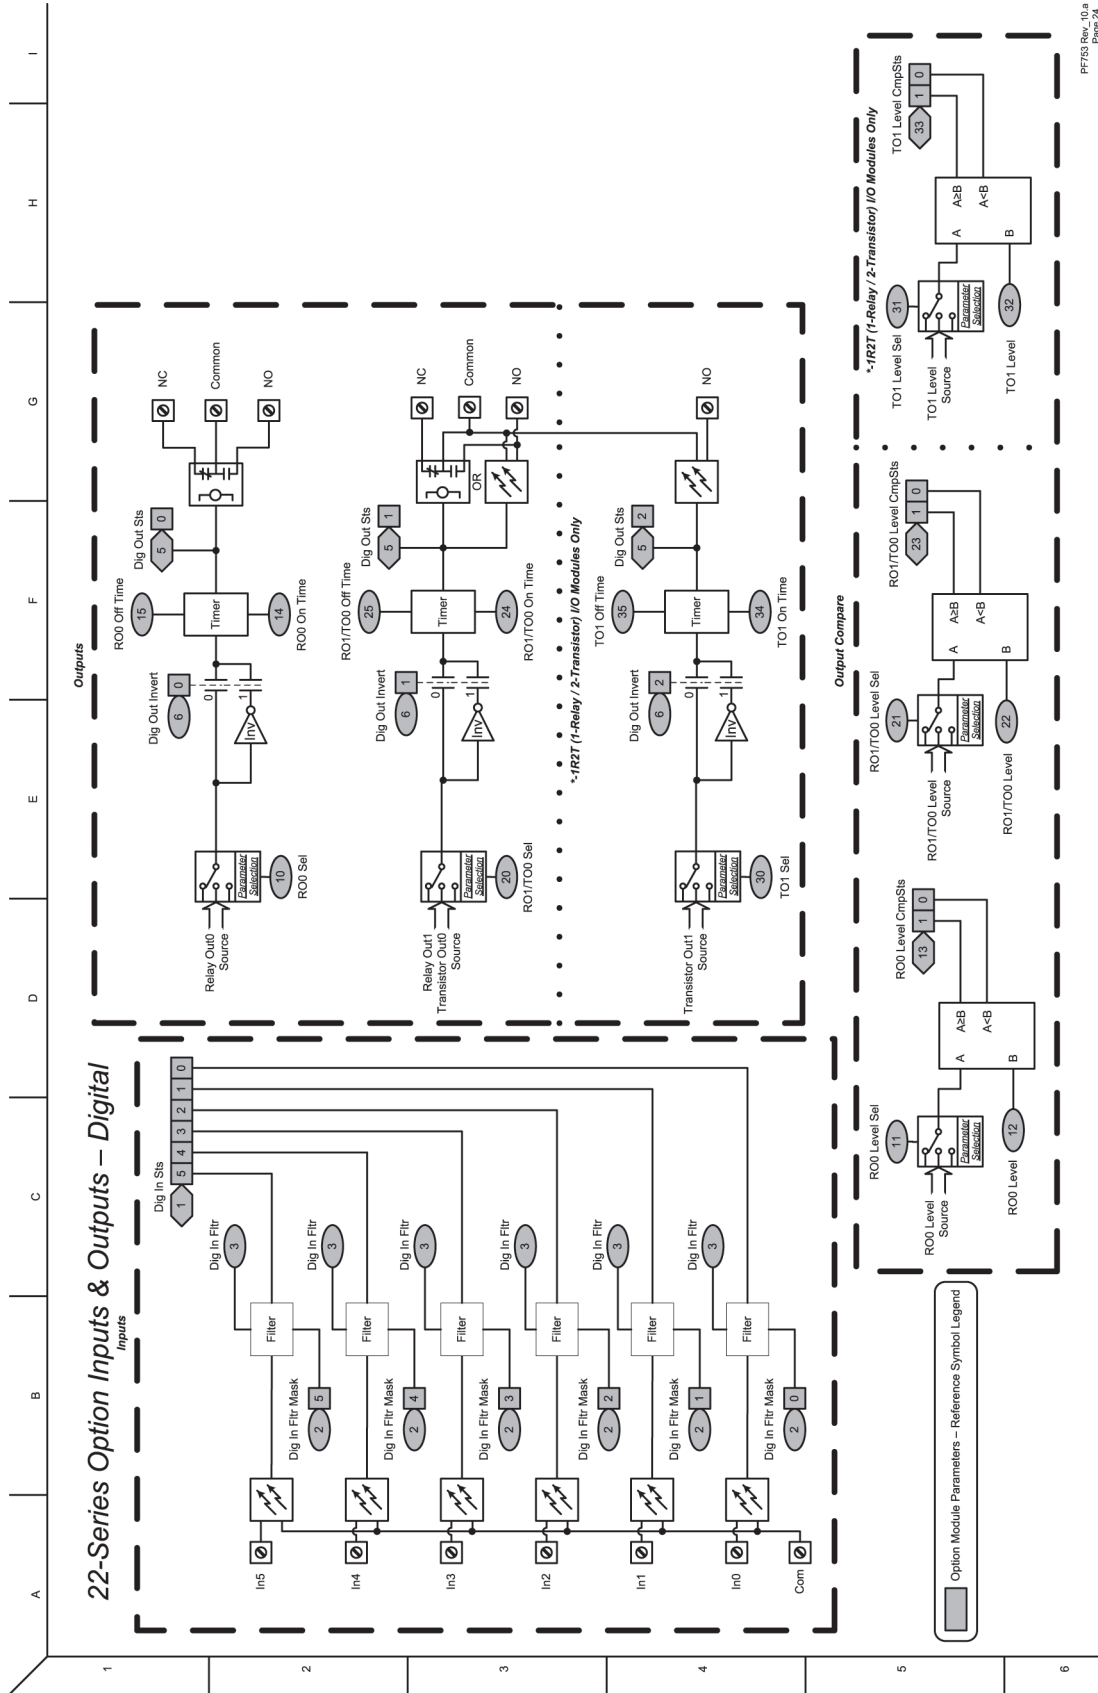 22-Series Option Inputs & Outputs – Digital
A
B
C
D
E
F
G
H
I
1
2
3
4
5
6
Inputs
Dig In Sts
1
5
4
3
2
1
0
In5
Dig In Fltr Mask
2
5
Filter
Dig In Fltr
3
In4
Dig In Fltr Mask
2
4
Filter
Dig In Fltr
3
In3
Dig In Fltr Mask
2
3
Filter
Dig In Fltr
3
In2
Dig In Fltr Mask
2
2
Filter
Dig In Fltr
3
In1
Dig In Fltr Mask
2
1
Filter
Dig In Fltr
3
In0
Dig In Fltr Mask
2
0
Filter
Dig In Fltr
3
Com
Outputs
Relay Out0
Source
Parameter
Selection
10
RO0 Sel
Inv
Dig Out Invert
6
0
0
1
RO0 Off Time
15
Timer
14
RO0 On Time
Dig Out Sts
5
0
NC
Common
NO
Relay Out1
Transistor Out0
Source
Parameter
Selection
20
RO1/TO0 Sel
Inv
Dig Out Invert
6
1
0
1
RO1/TO0 Off Time
25
Timer
24
RO1/TO0 On Time
Dig Out Sts
5
1
OR
NC
Common
NO
*-1R2T (1-Relay / 2-Transistor) I/O Modules Only
Transistor Out1
Source
Parameter
Selection
30
TO1 Sel
Inv
Dig Out Invert
6
2
0
1
TO1 Off Time
35
Timer
34
TO1 On Time
Dig Out Sts
5
2
NO
Output Compare
RO0 Level Sel
11
RO0 Level
Source
Parameter
Selection
12
RO0 Level
A
B
A≥B
A<B
RO0 Level CmpSts
13
1
0
RO1/TO0 Level Sel
21
RO1/TO0 Level
Source
Parameter
Selection
22
RO1/TO0 Level
A
B
A≥B
A<B
RO1/TO0 Level CmpSts
23
1
0
*-1R2T (1-Relay / 2-Transistor) I/O Modules Only
TO1 Level Sel
31
TO1 Level
Source
Parameter
Selection
32
TO1 Level
A
B
A≥B
A<B
TO1 Level CmpSts
33
1
0
Option Module Parameters – Reference Symbol Legend
PF753 Rev_10.a
Page 24